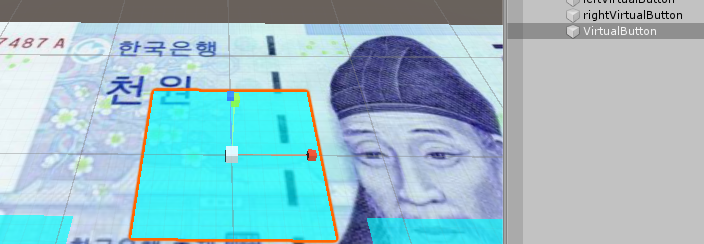 leftVirtualButton
rightVirtualButton
VirtualButton
7487 A
한국은행
천 원